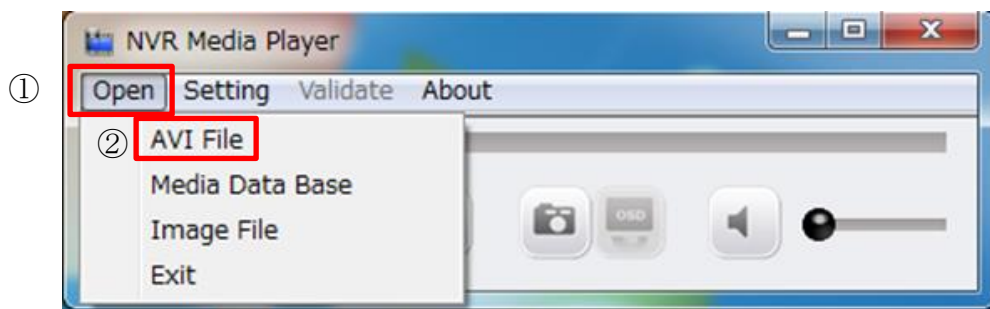 NVR Media Player
① Open Setting Validate About
② AVI File
Media Data Base
Image File
Exit
OSD